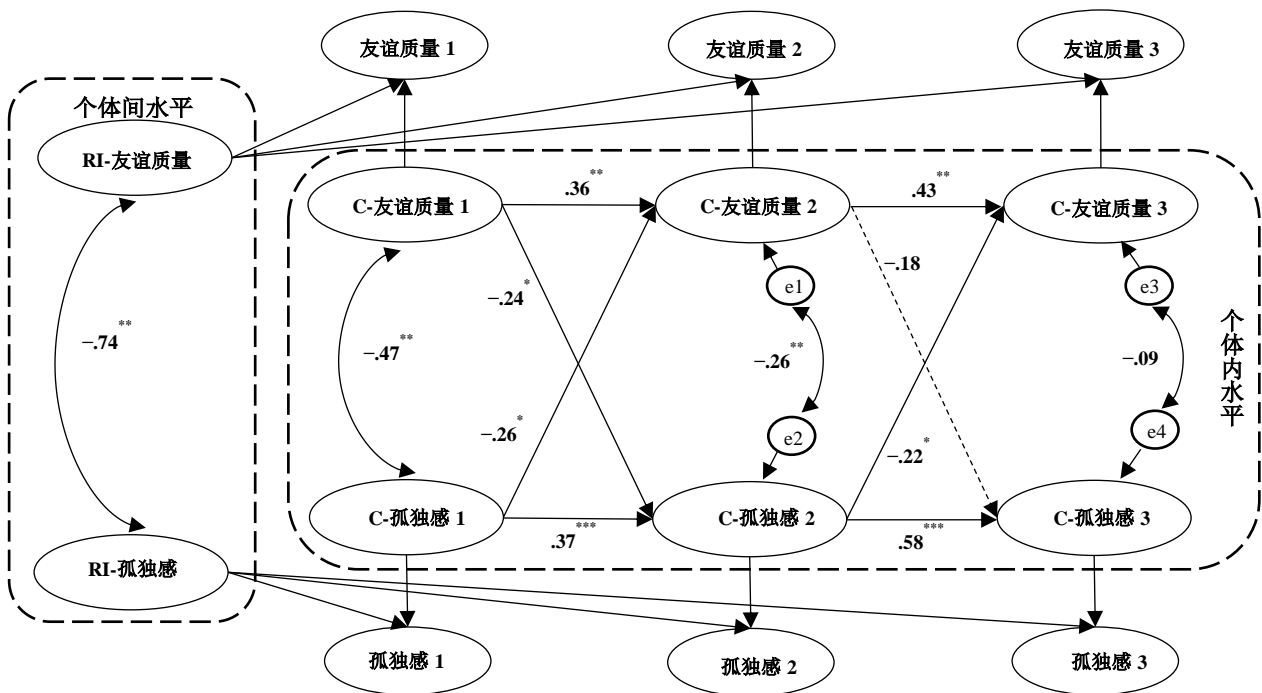 友谊质量 1
友谊质量 2
友谊质量 3
个体间水平
RI-友谊质量
C-友谊质量 1
.36**
C-友谊质量 2
.43**
C-友谊质量 3
−.18
e1
e3
−.24*
−.74**
−.47**
−.26**
−.09
个体内水平
−.26*
e2
e4
−.22*
C-孤独感 1
C-孤独感 2
C-孤独感 3
.37***
.58***
RI-孤独感
孤独感 1
孤独感 2
孤独感 3